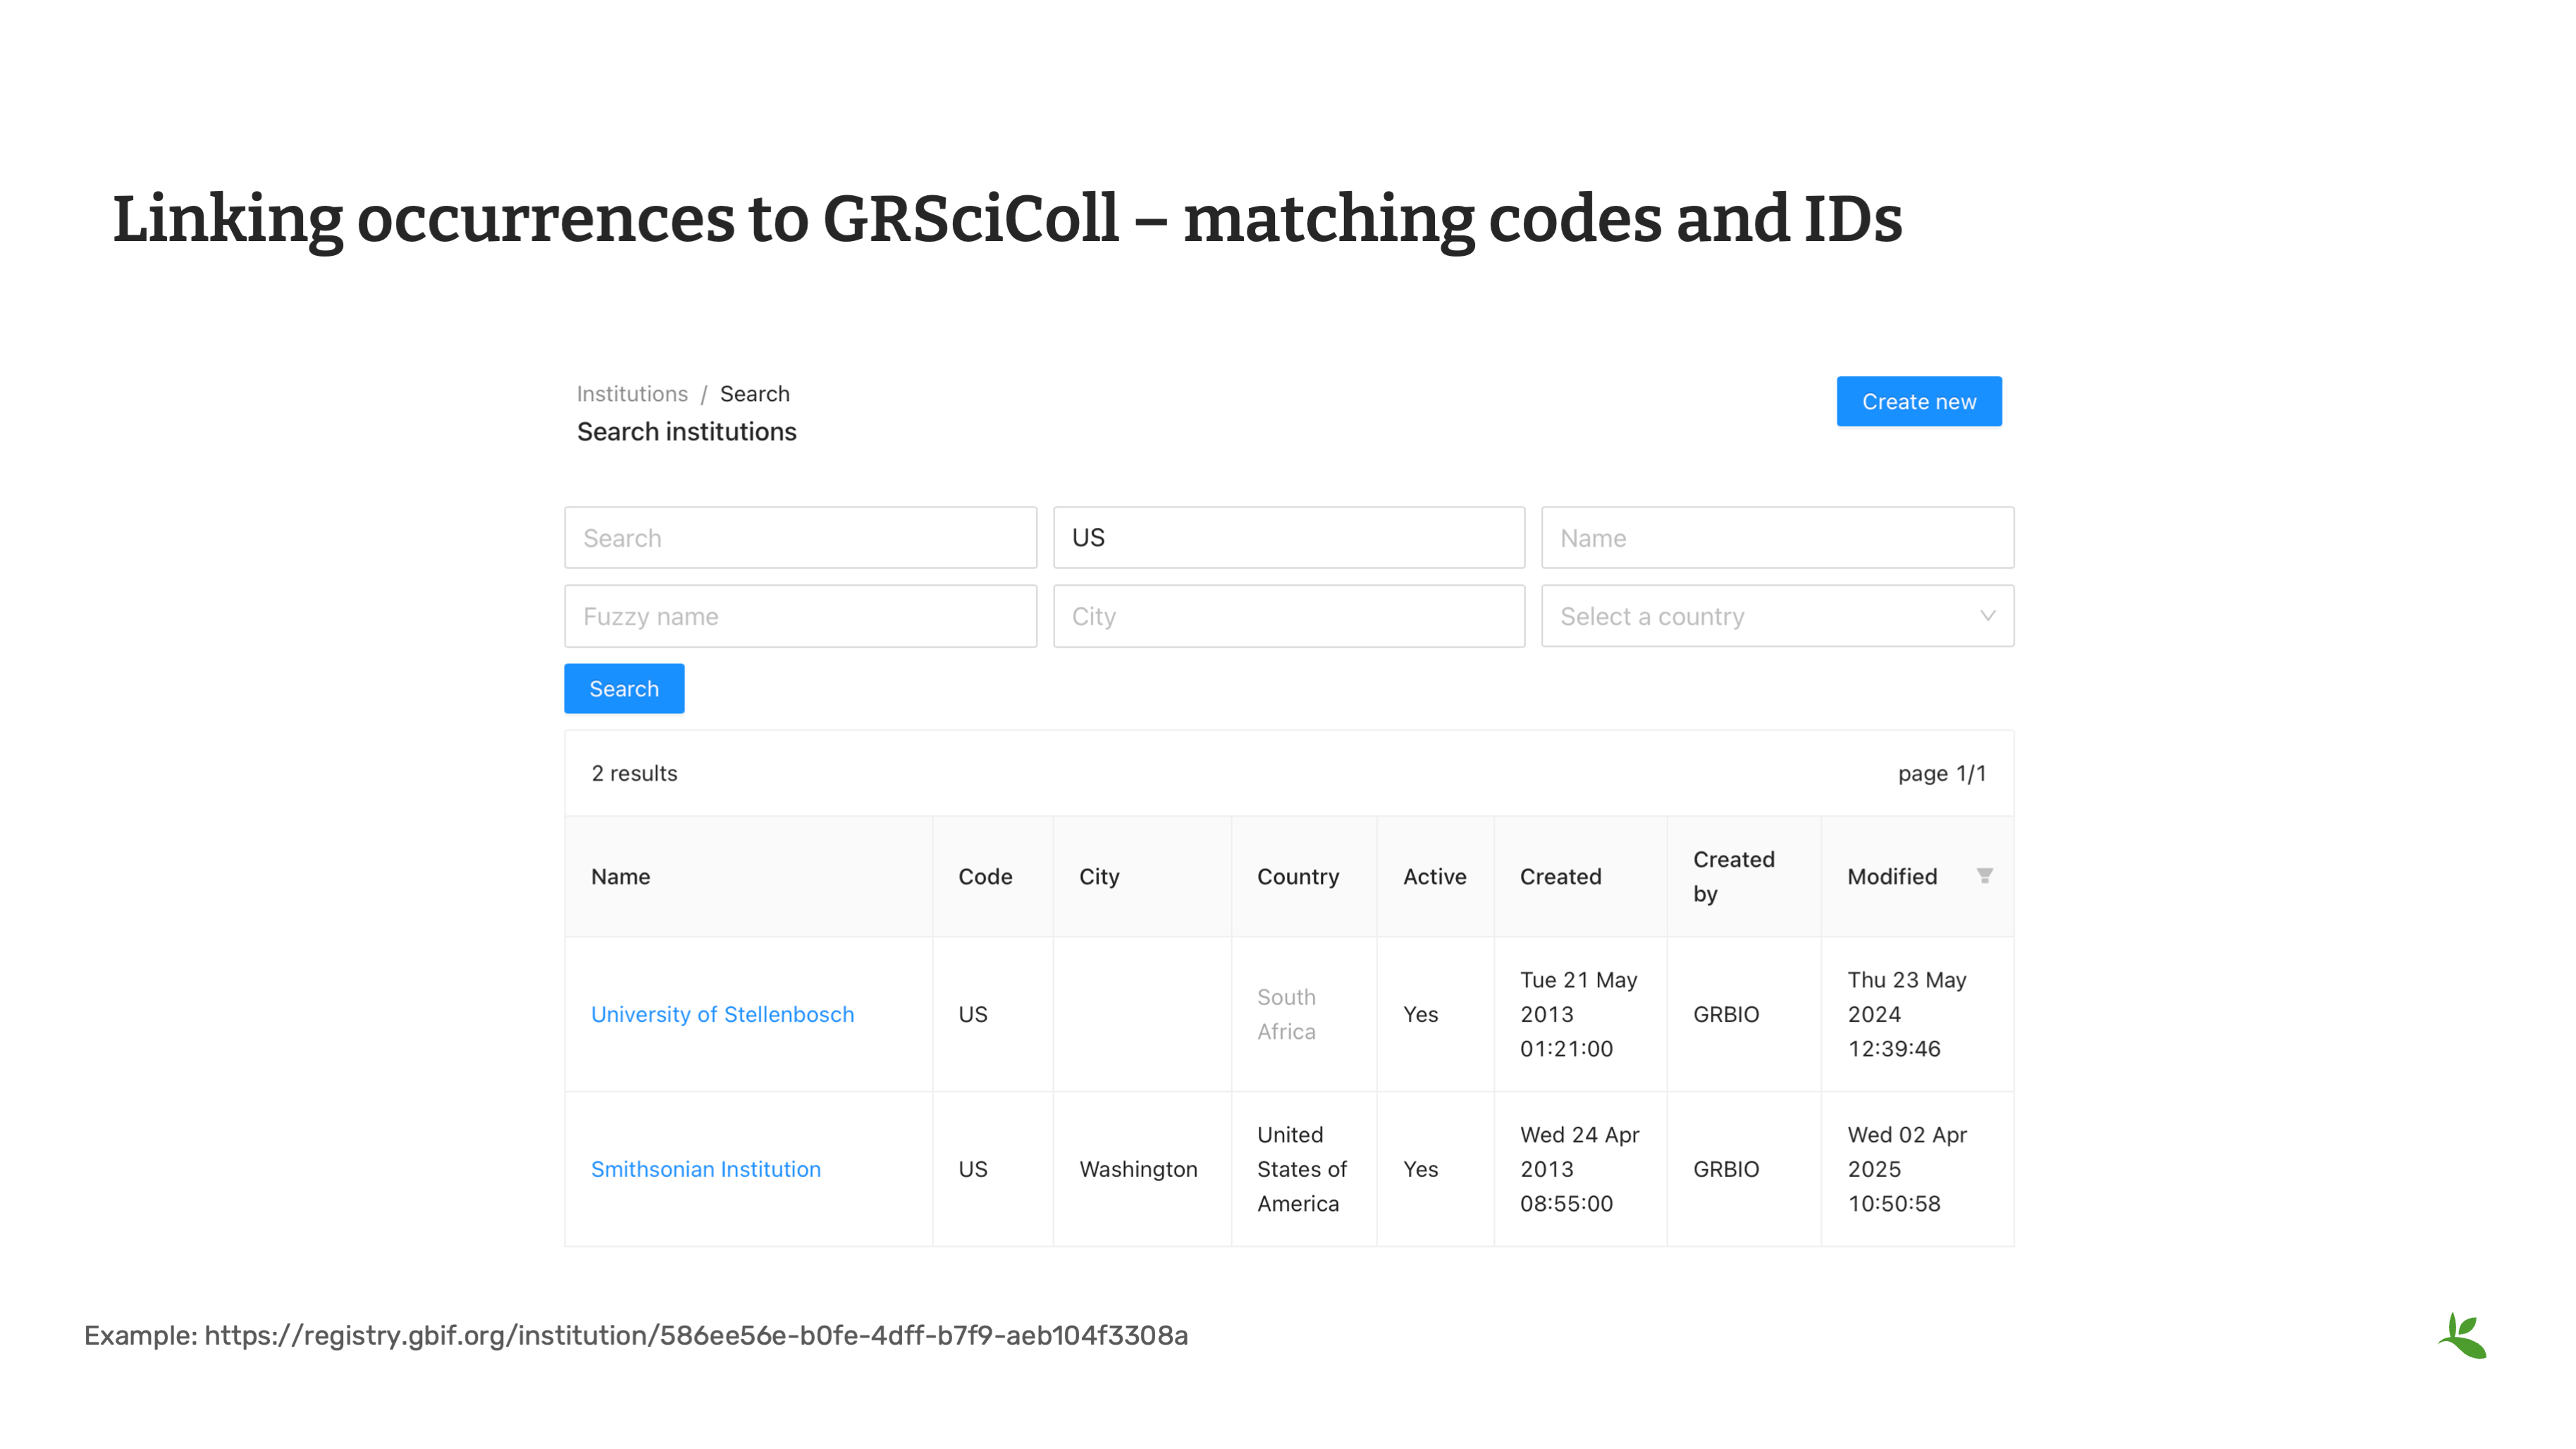 Linking occurrences to GRSciColl – matching codes and IDs
Institutions / Search
Create new
Search institutions
Search
US
Name
Fuzzy name
City
Select a country
Search
2 results
page 1/1
Name
Code
City
Country
Active
Created
Created
by
Modified
University of Stellenbosch
US
South
Africa
Yes
Tue 21 May
2013
01:21:00
GRBIO
Thu 23 May
2024
12:39:46
Smithsonian Institution
US
Washington
United
States of
America
Yes
Wed 24 Apr
2013
08:55:00
GRBIO
Wed 02 Apr
2025
10:50:58
Example: https://registry.gbif.org/institution/586ee56e-b0fe-4dff-b7f9-aeb104f3308a